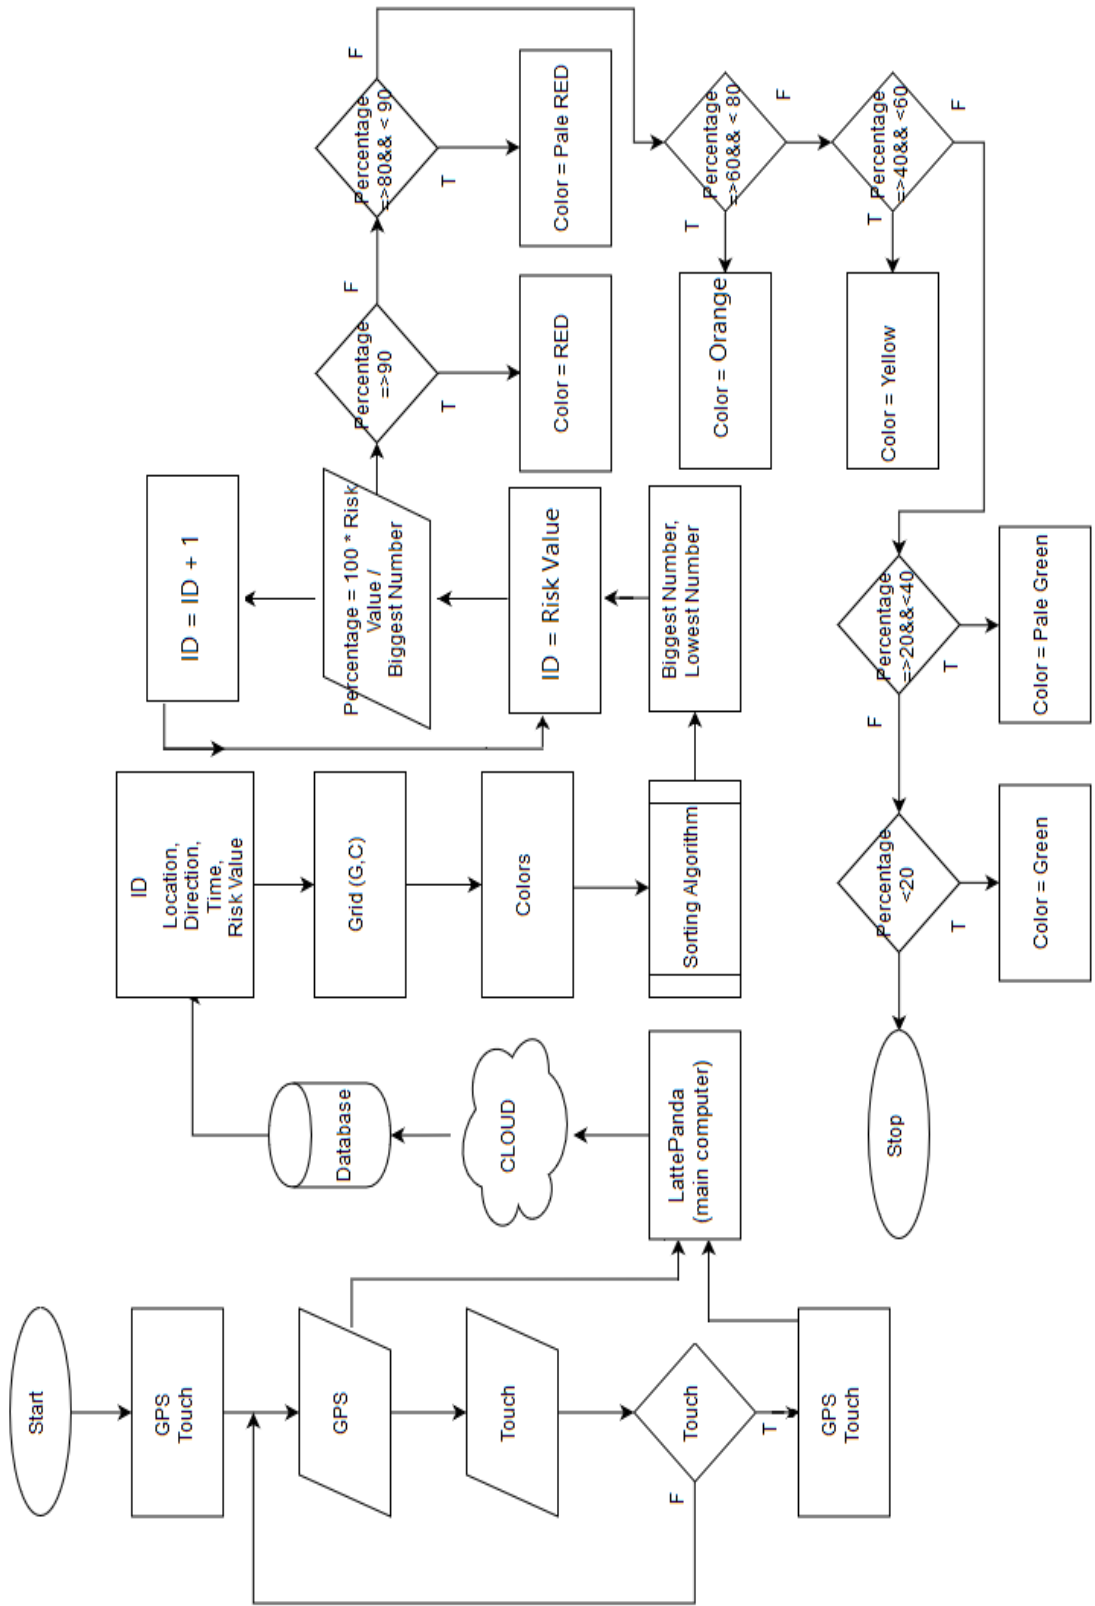 Start
GPS
Touch
GPS
Touch
Touch
F
T
GPS
Touch
LattePanda
(main computer)
CLOUD
Database
ID
Location,
Direction,
Time,
Risk Value
Grid (G,C)
Colors
Sorting Algorithm
Biggest Number,
Lowest Number
ID = Risk Value
Percentage = 100 * Risk
Value /
Biggest Number
ID = ID + 1
Percentage
=>90
F
T
Color = RED
Percentage
=>80&& < 90
F
T
Color = Pale RED
Percentage
=>60&& < 80
F
T
Color = Orange
Percentage
=>40&& <60
F
T
Color = Yellow
Percentage
=>20&&<40
F
T
Color = Pale Green
Percentage
<20
T
Color = Green
Stop